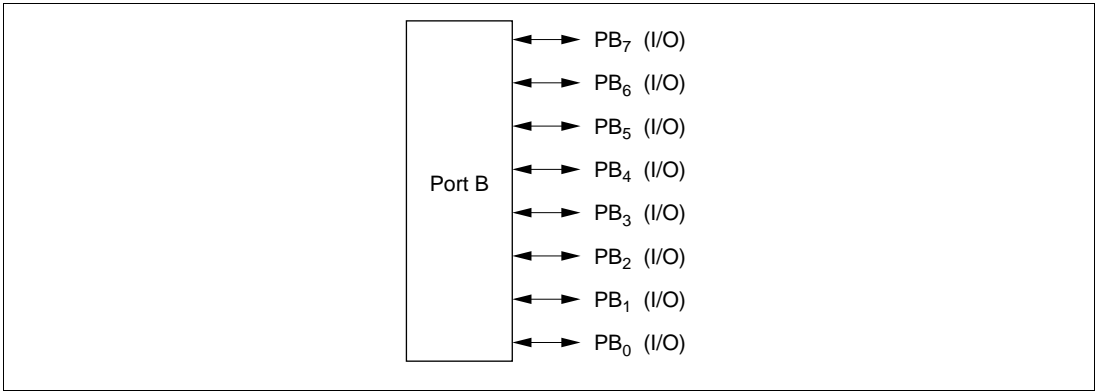 PB₇ (I/O)
PB₆ (I/O)
PB₅ (I/O)
PB₄ (I/O)
Port B
PB₃ (I/O)
PB₂ (I/O)
PB₁ (I/O)
PB₀ (I/O)